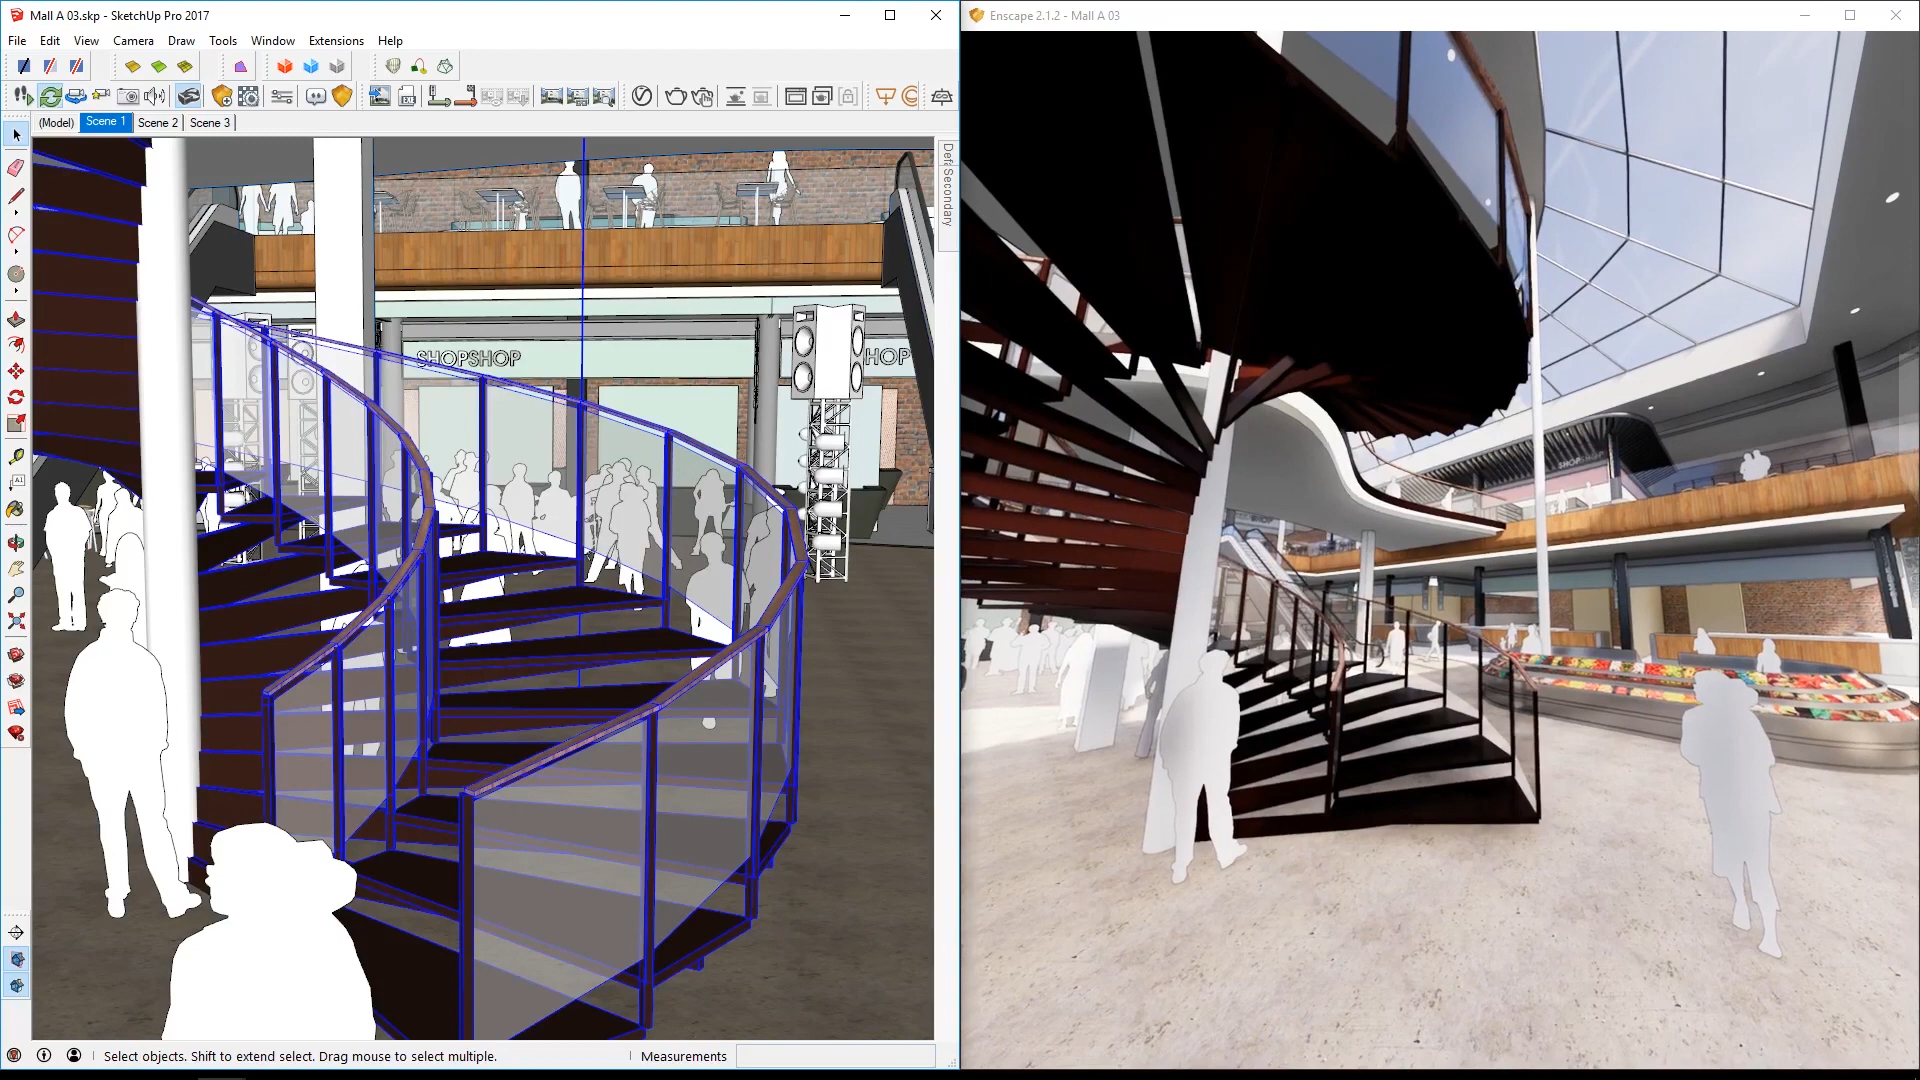 Mall A 03.skp - SketchUp Pro 2017
File Edit View Camera Draw Tools Window Extensions Help
(Model) Scene 1 Scene 2 Scene 3
Secondary
SHOPSHOP
HOP
Select objects. Shift to extend select. Drag mouse to select multiple.
Measurements
Enscape 2.1.2 - Mall A 03